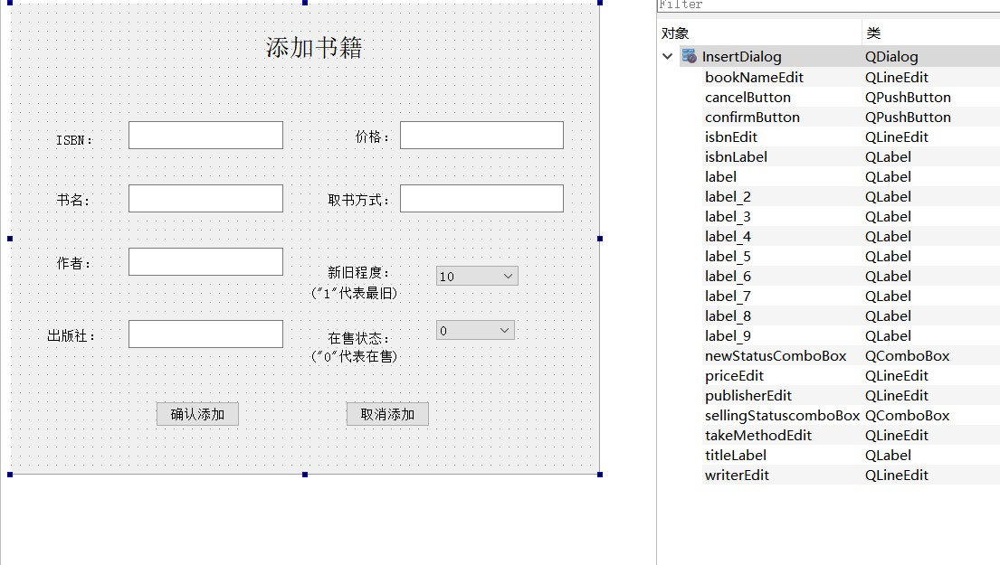 Filter
对象 类
InsertDialog QDialog
bookNameEdit QLineEdit
cancelButton QPushButton
confirmButton QPushButton
isbnEdit QLineEdit
isbnLabel QLabel
label QLabel
label_2 QLabel
label_3 QLabel
label_4 QLabel
label_5 QLabel
label_6 QLabel
label_7 QLabel
label_8 QLabel
label_9 QLabel
newStatusComboBox QComboBox
priceEdit QLineEdit
publisherEdit QLineEdit
sellingStatuscomboBox QComboBox
takeMethodEdit QLineEdit
titleLabel QLabel
writerEdit QLineEdit
添加书籍
ISBN： 价格：
书名： 取书方式：
作者： 新旧程度： 10
("1"代表最旧)
出版社： 在售状态： 0
("0"代表在售)
确认添加 取消添加